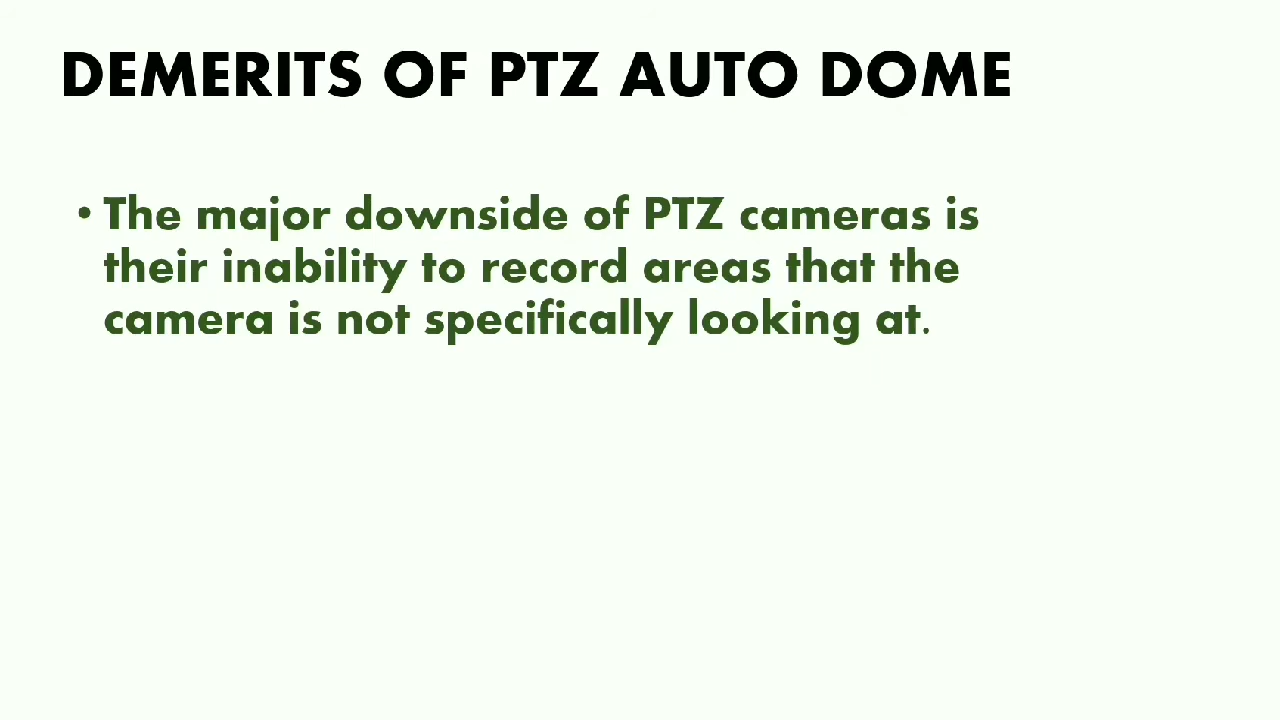 DEMERITS OF PTZ AUTO DOME
• The major downside of PTZ cameras is
their inability to record areas that the
camera is not specifically looking at.